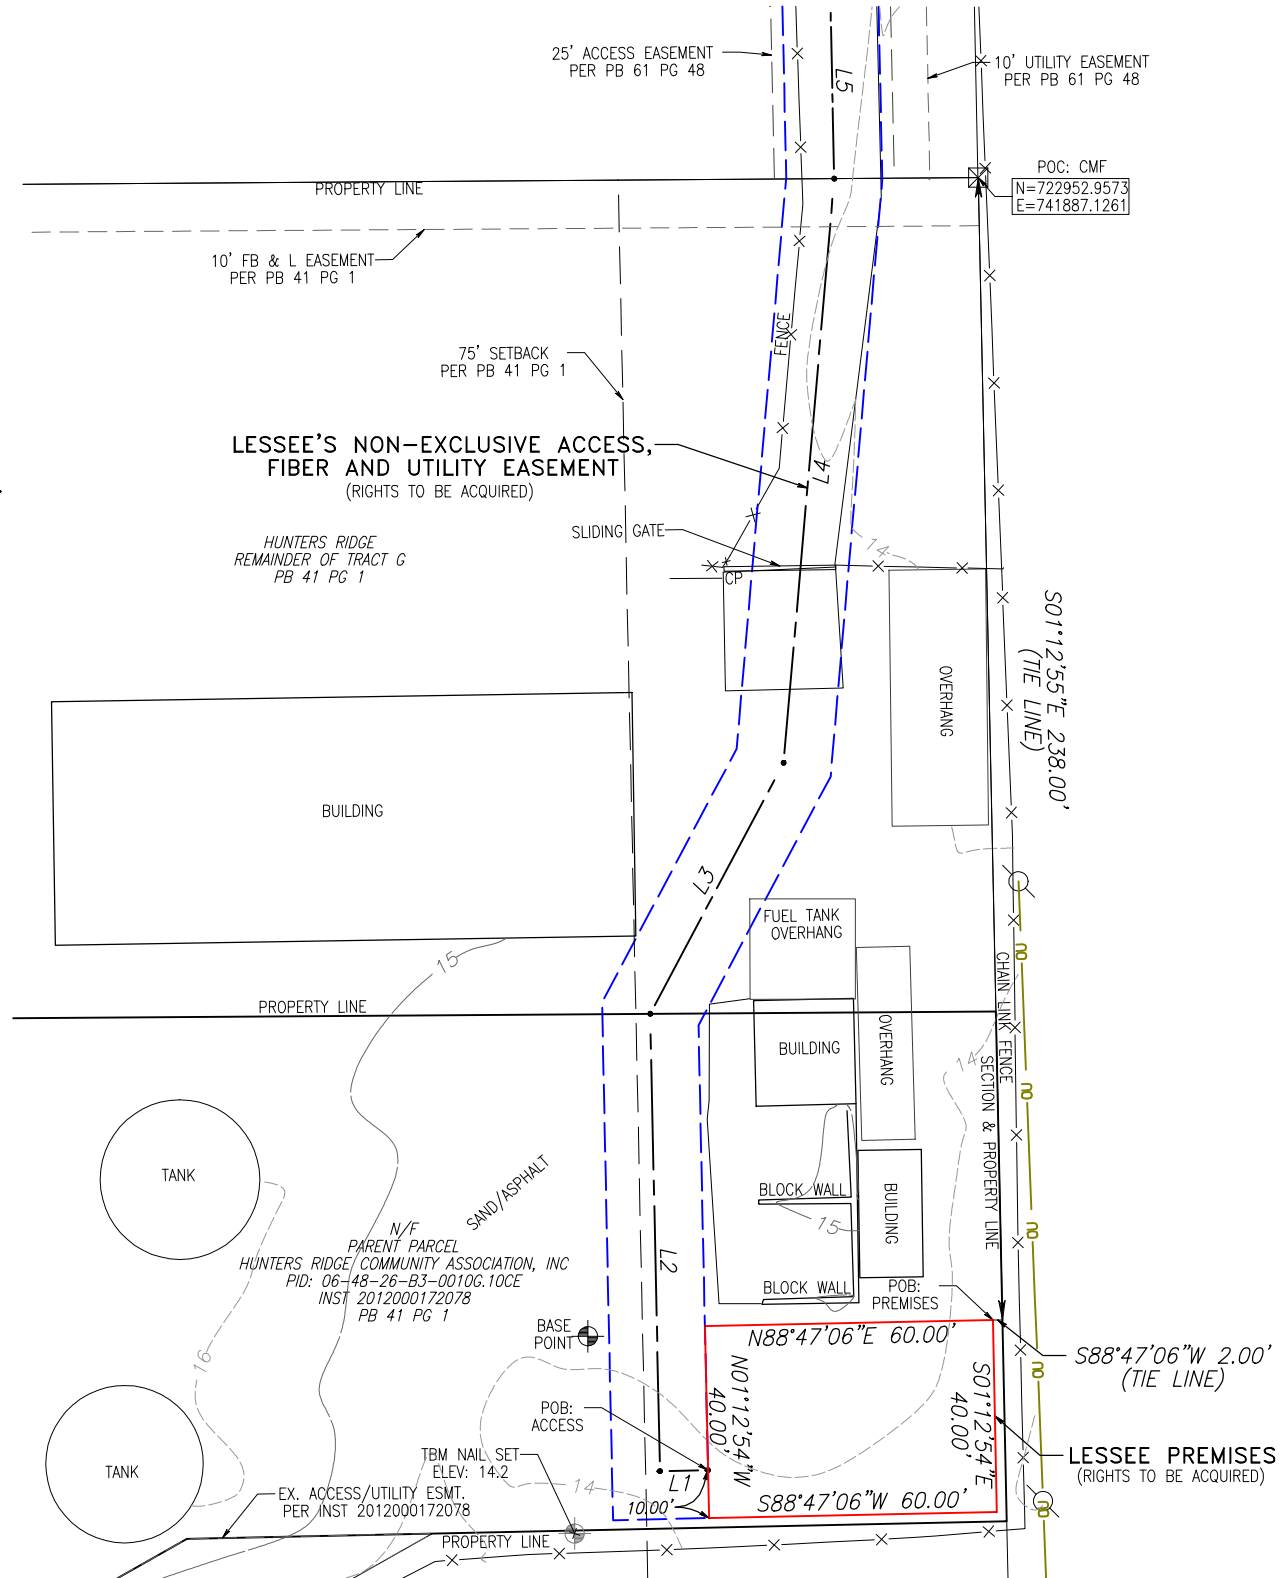 25' ACCESS EASEMENT
PER PB 61 PG 48
L5
10' UTILITY EASEMENT
PER PB 61 PG 48
POC: CMF
N=722952.9573
E=741887.1261
PROPERTY LINE
10' FB & L EASEMENT
PER PB 41 PG 1
FENCE
75' SETBACK
PER PB 41 PG 1
LESSEE'S NON-EXCLUSIVE ACCESS,
FIBER AND UTILITY EASEMENT
(RIGHTS TO BE ACQUIRED)
L4
SLIDING GATE
HUNTERS RIDGE
REMAINDER OF TRACT G
PB 41 PG 1
14
CP
S01°12'55"E 238.00'
(TIE LINE)
OVERHANG
BUILDING
L3
FUEL TANK
OVERHANG
15
CHAIN LINK FENCE
PROPERTY LINE
BUILDING
OVERHANG
14
SECTION & PROPERTY LINE
TANK
SAND/ASPHALT
BLOCK WALL
15
BUILDING
N/F
PARENT PARCEL
HUNTERS RIDGE COMMUNITY ASSOCIATION, INC
PID: 06-48-26-B3-0010G.10CE
INST 2012000172078
PB 41 PG 1
L2
BLOCK WALL
POB:
PREMISES
BASE
POINT
N88°47'06"E 60.00'
S88°47'06"W 2.00'
(TIE LINE)
16
N01°12'54"W
40.00'
S01°12'54"E
40.00'
POB:
ACCESS
TBM NAIL SET
ELEV: 14.2
LESSEE PREMISES
(RIGHTS TO BE ACQUIRED)
TANK
L1
14
EX. ACCESS/UTILITY ESMT.
PER INST 2012000172078
10.00'
S88°47'06"W 60.00'
PROPERTY LINE
OU
OU
OU
OU
OU